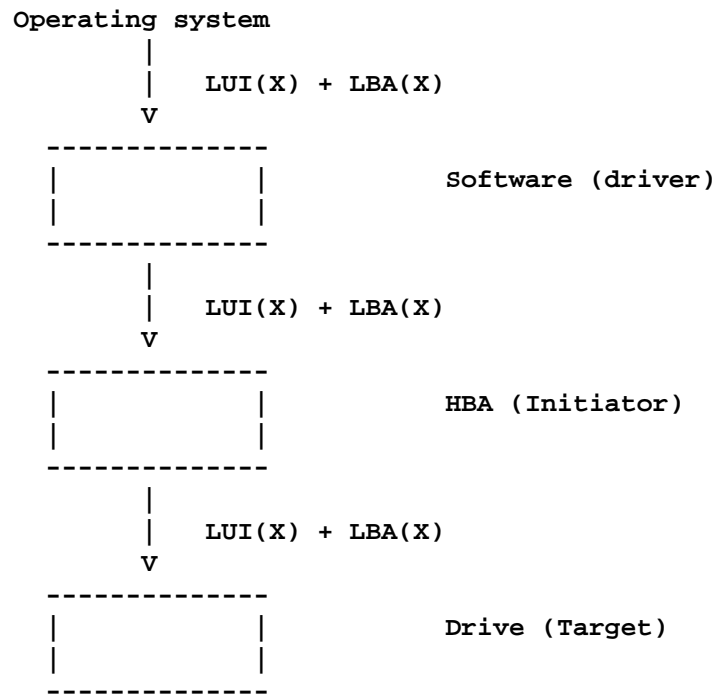 Operating system
LUI(X) + LBA(X)
V
Software (driver)
LUI(X) + LBA(X)
V
HBA (Initiator)
LUI(X) + LBA(X)
V
Drive (Target)